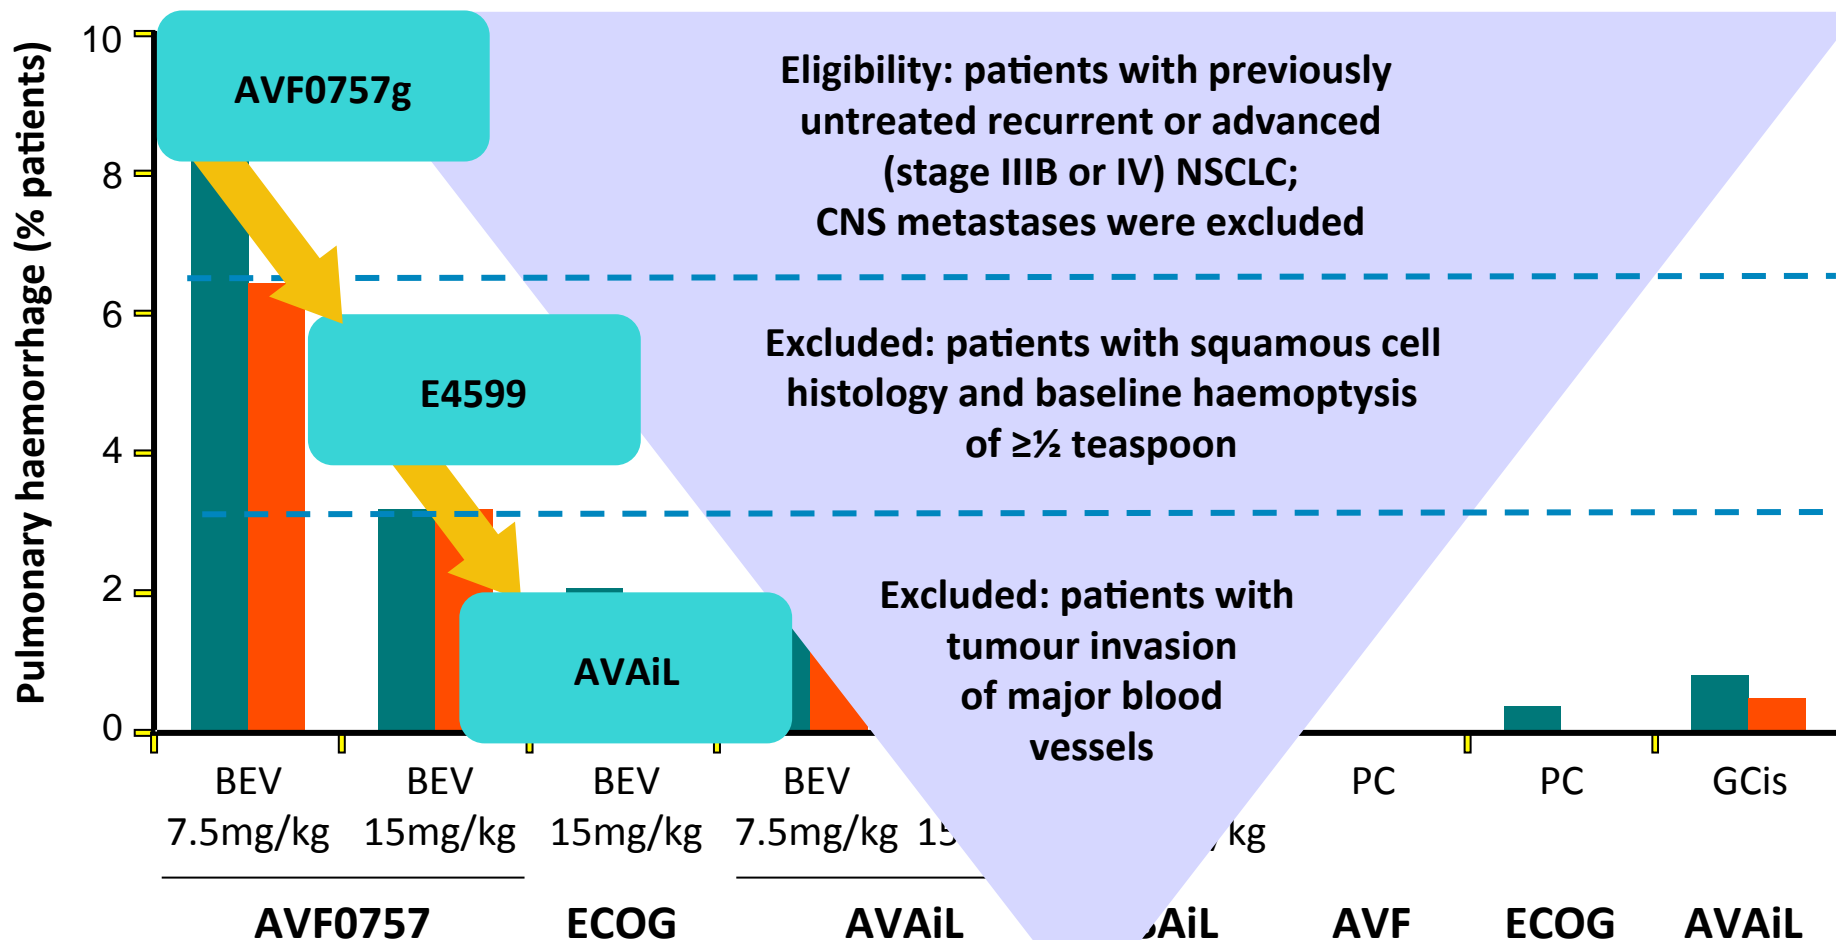 Pulmonary haemorrhage (% patients)
10
8
6
4
2
0
AVF0757g
E4599
AVAiL
Eligibility: patients with previously
untreated recurrent or advanced
(stage IIIB or IV) NSCLC;
CNS metastases were excluded
Excluded: patients with squamous cell
histology and baseline haemoptysis
of ≥½ teaspoon
Excluded: patients with
tumour invasion
of major blood
vessels
BEV BEV BEV BEV PC PC GCis
7.5mg/kg 15mg/kg 15mg/kg 7.5mg/kg 15 /kg
AVF0757 ECOG AVAiL AiL AVF ECOG AVAiL